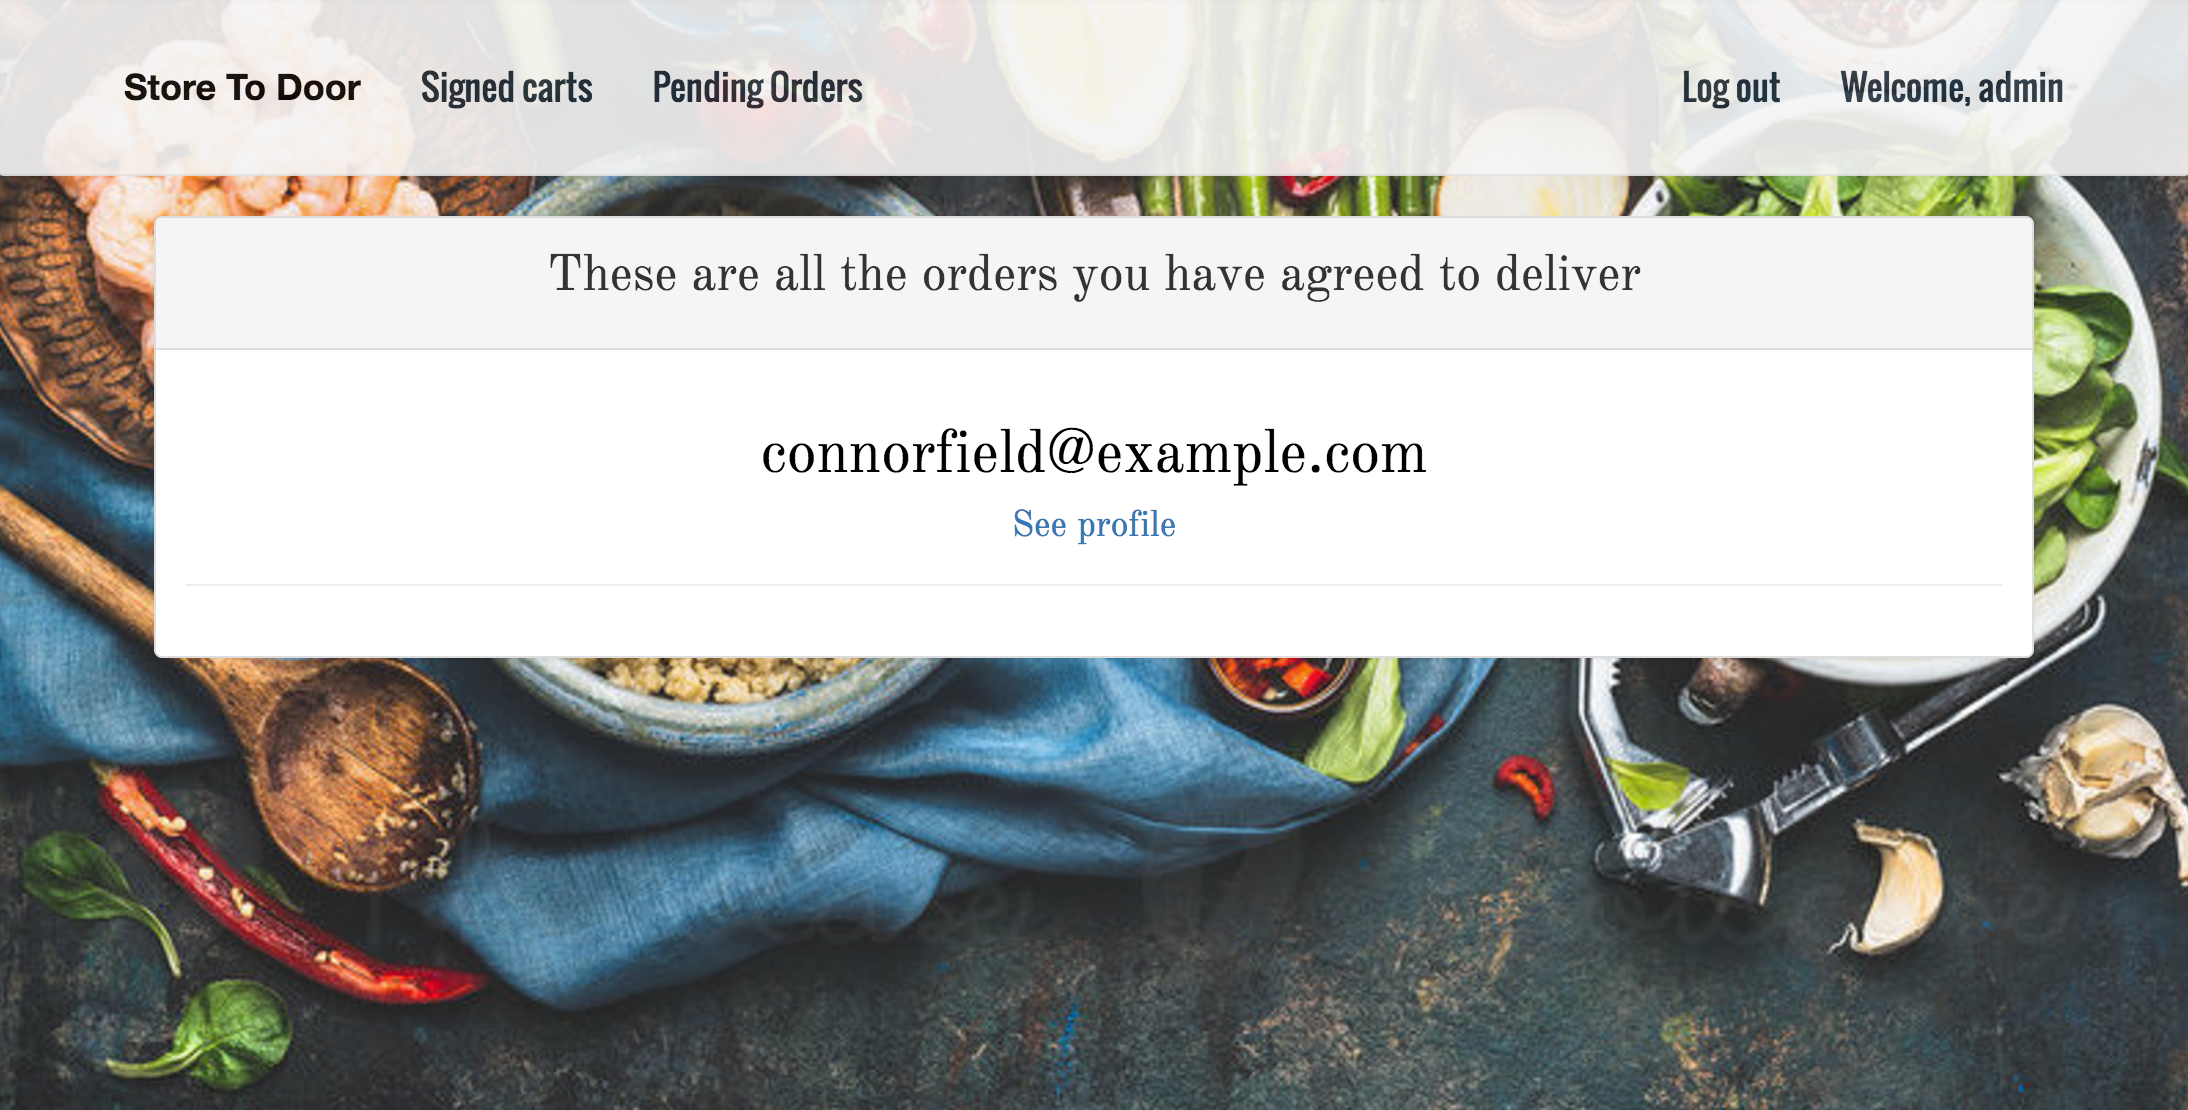 Store To Door Signed carts Pending Orders Log out Welcome, admin
These are all the orders you have agreed to deliver
connorfield@example.com
See profile